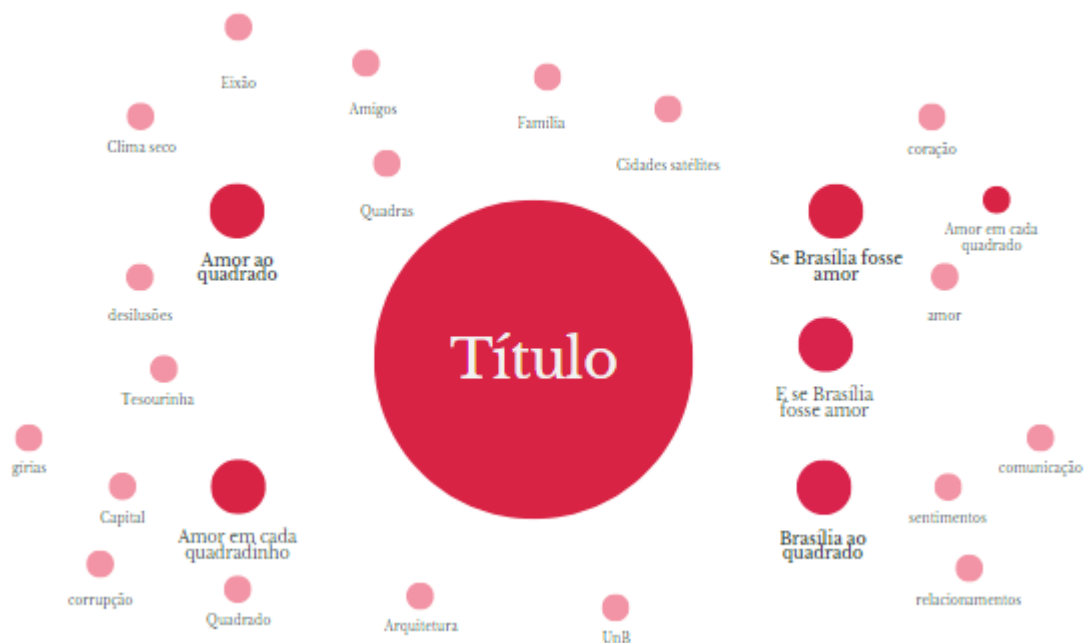 Eixão
Amigos
Família
Clima seco
coração
Cidades satélites
Quadras
Amor em cada
quadrado
Amor ao
quadrado
Se Brasília fosse
amor
desilusões
amor
Título
Tesourinha
E se Brasília
fosse amor
gírias
comunicação
Capital
sentimentos
Amor em cada
quadradinho
Brasília ao
quadrado
corrupção
relacionamentos
Quadrado
Arquitetura
UnB